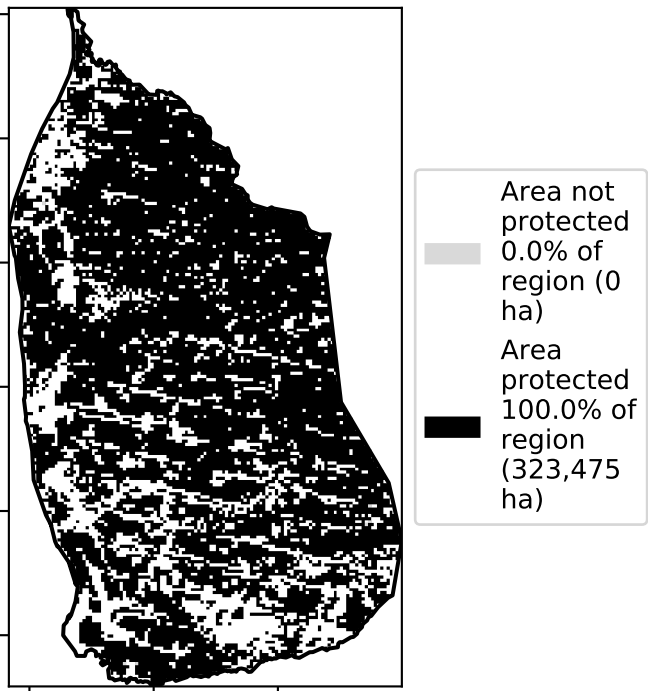 Area not
protected
0.0% of
region (0
ha)
Area
protected
100.0% of
region
(323,475
ha)